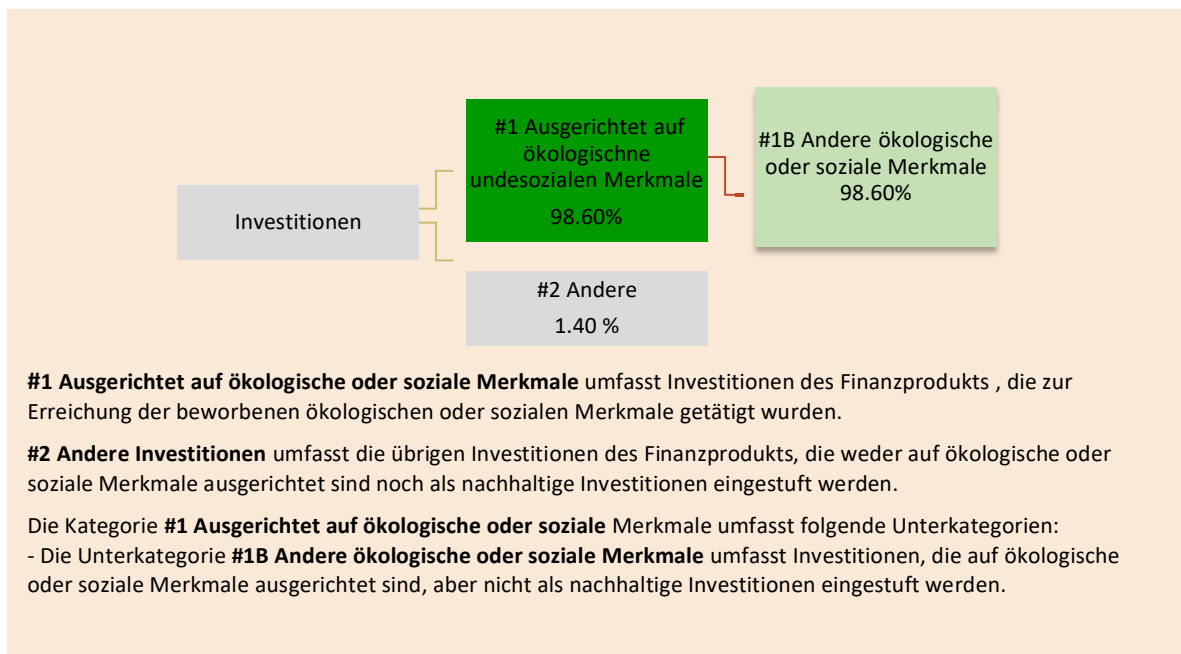 Investitionen
#1 Ausgerichtet auf
ökologischne
undesozialen Merkmale
98.60%
#1B Andere ökologische
oder soziale Merkmale
98.60%
#2 Andere
1.40 %
#1 Ausgerichtet auf ökologische oder soziale Merkmale umfasst Investitionen des Finanzprodukts , die zur
Erreichung der beworbenen ökologischen oder sozialen Merkmale getätigt wurden.
#2 Andere Investitionen umfasst die übrigen Investitionen des Finanzprodukts, die weder auf ökologische oder
soziale Merkmale ausgerichtet sind noch als nachhaltige Investitionen eingestuft werden.
Die Kategorie #1 Ausgerichtet auf ökologische oder soziale Merkmale umfasst folgende Unterkategorien:
- Die Unterkategorie #1B Andere ökologische oder soziale Merkmale umfasst Investitionen, die auf ökologische
oder soziale Merkmale ausgerichtet sind, aber nicht als nachhaltige Investitionen eingestuft werden.